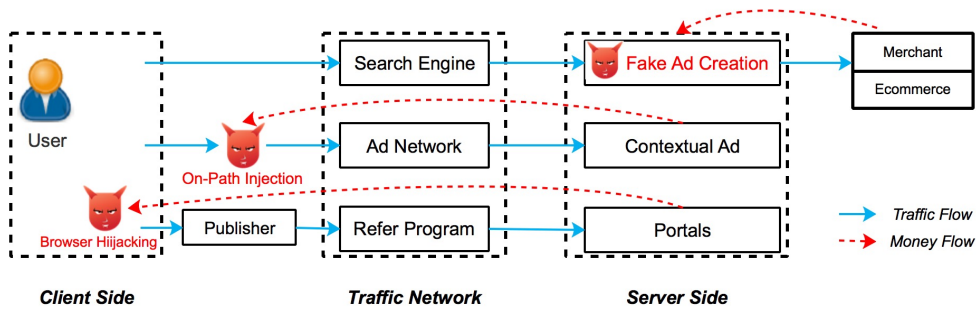 Search Engine
Fake Ad Creation
Merchant
Ecommerce
User
On-Path Injection
Ad Network
Contextual Ad
Browser Hiijacking
Publisher
Refer Program
Portals
Traffic Flow
Money Flow
Client Side
Traffic Network
Server Side